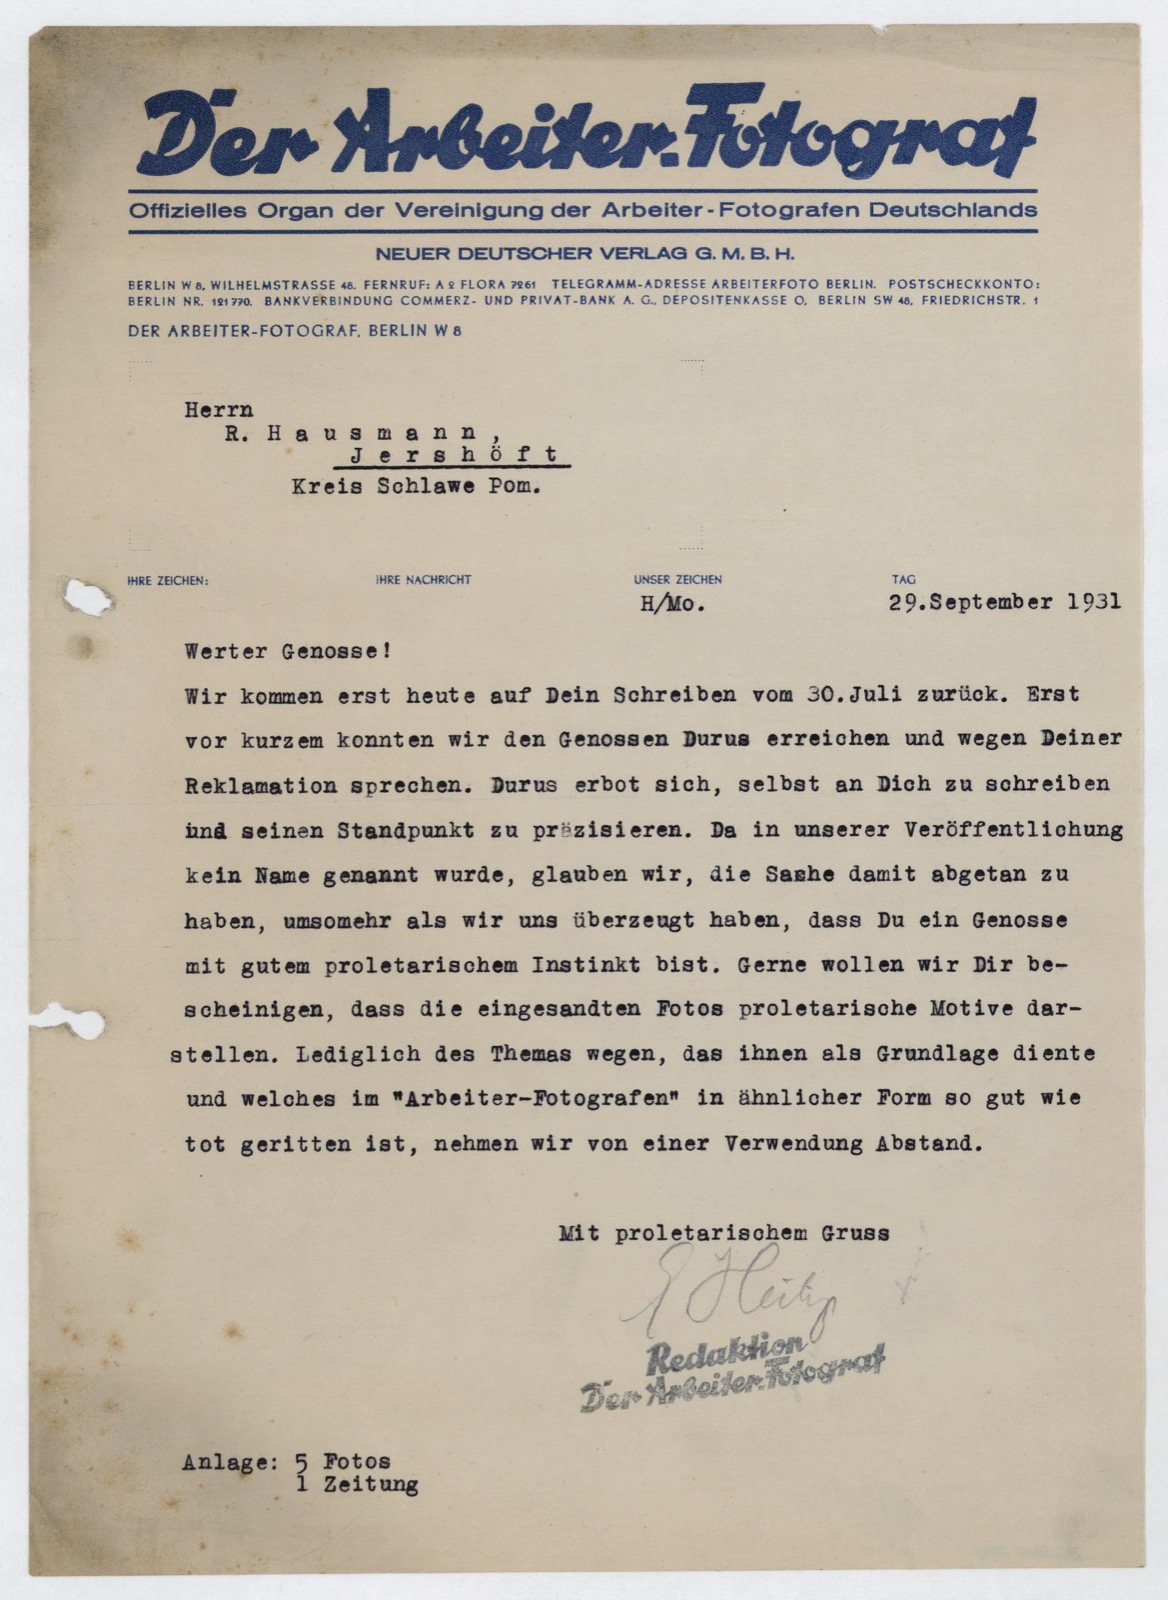 Der Arbeiter-Fotograf
Offizielles Organ der Vereinigung der Arbeiter-Fotografen Deutschlands
NEUER DEUTSCHER VERLAG G. M. B. H.
BERLIN W 8, WILHELMSTRASSE 48. FERNRUF: A 2 FLORA 7261 TELEGRAMM-ADRESSE ARBEITERFOTO BERLIN. POSTSCHECKKONTO:
BERLIN NR. 121770. BANKVERBINDUNG COMMERZ- UND PRIVAT-BANK A. G., DEPOSITENKASSE O, BERLIN SW 48, FRIEDRICHSTR. 1
DER ARBEITER-FOTOGRAF, BERLIN W 8
Herrn
R. Hausmann,
Jershöft
Kreis Schlawe Pom.
IHRE ZEICHEN: IHRE NACHRICHT UNSER ZEICHEN TAG
H/Mo. 29.September 1931
Werter Genosse!
Wir kommen erst heute auf Dein Schreiben vom 30.Juli zurück. Erst
vor kurzem konnten wir den Genossen Durus erreichen und wegen Deiner
Reklamation sprechen. Durus erbot sich, selbst an Dich zu schreiben
und seinen Standpunkt zu präzisieren. Da in unserer Veröffentlichung
kein Name genannt wurde, glauben wir, die Sache damit abgetan zu
haben, umsomehr als wir uns überzeugt haben, dass Du ein Genosse
mit gutem proletarischem Instinkt bist. Gerne wollen wir Dir be-
scheinigen, dass die eingesandten Fotos proletarische Motive dar-
stellen. Lediglich des Themas wegen, das ihnen als Grundlage diente
und welches im "Arbeiter-Fotografen" in ähnlicher Form so gut wie
tot geritten ist, nehmen wir von einer Verwendung Abstand.
Mit proletarischem Gruss
Redaktion
Der Arbeiter-Fotograf
Anlage: 5 Fotos
1 Zeitung